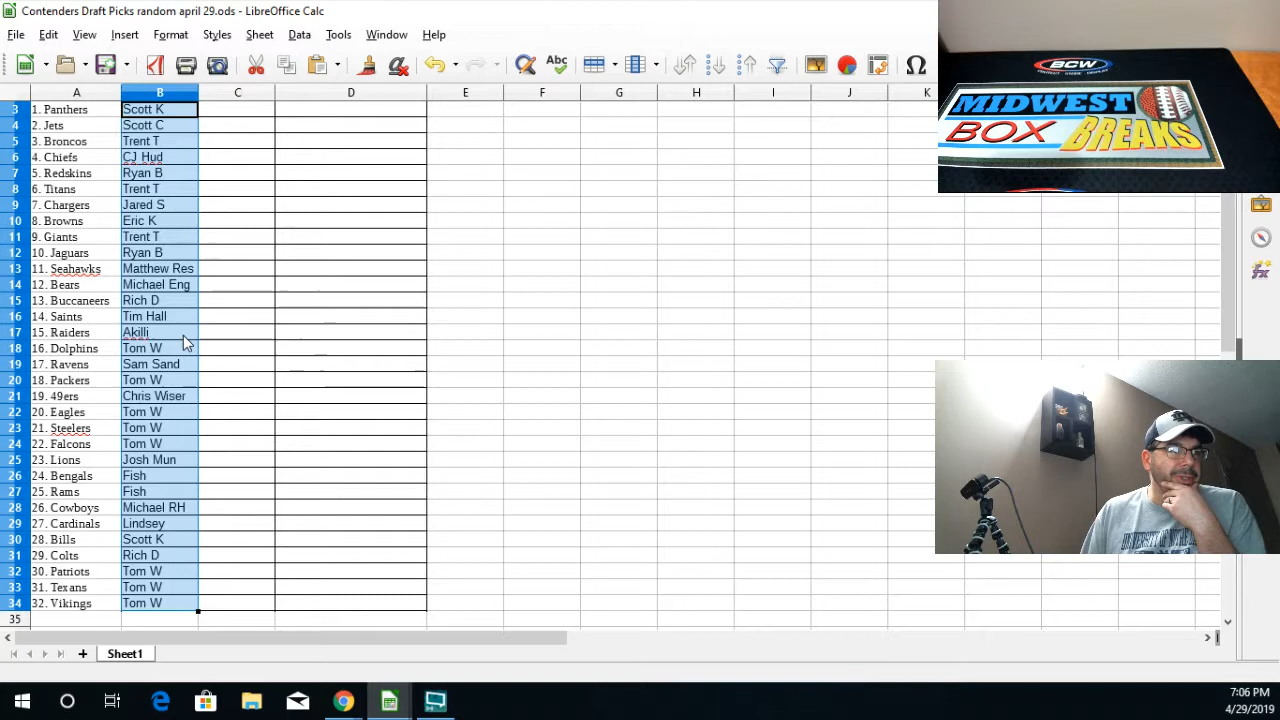 Contenders Draft Picks random april 29.ods - LibreOffice Calc
File Edit View Insert Format Styles Sheet Data Tools Window Help
A B C D E F G H I J K
3 1. Panthers Scott K
4 2. Jets Scott C
5 3. Broncos Trent T
6 4. Chiefs CJ Hud
7 5. Redskins Ryan B
8 6. Titans Trent T
9 7. Chargers Jared S
10 8. Browns Eric K
11 9. Giants Trent T
12 10. Jaguars Ryan B
13 11. Seahawks Matthew Res
14 12. Bears Michael Eng
15 13. Buccaneers Rich D
16 14. Saints Tim Hall
17 15. Raiders Akilli
18 16. Dolphins Tom W
19 17. Ravens Sam Sand
20 18. Packers Tom W
21 19. 49ers Chris Wiser
22 20. Eagles Tom W
23 21. Steelers Tom W
24 22. Falcons Tom W
25 23. Lions Josh Mun
26 24. Bengals Fish
27 25. Rams Fish
28 26. Cowboys Michael RH
29 27. Cardinals Lindsey
30 28. Bills Scott K
31 29. Colts Rich D
32 30. Patriots Tom W
33 31. Texans Tom W
34 32. Vikings Tom W
35
Sheet1
7:06 PM
4/29/2019
BCW
MIDWEST
BOX BREAKS